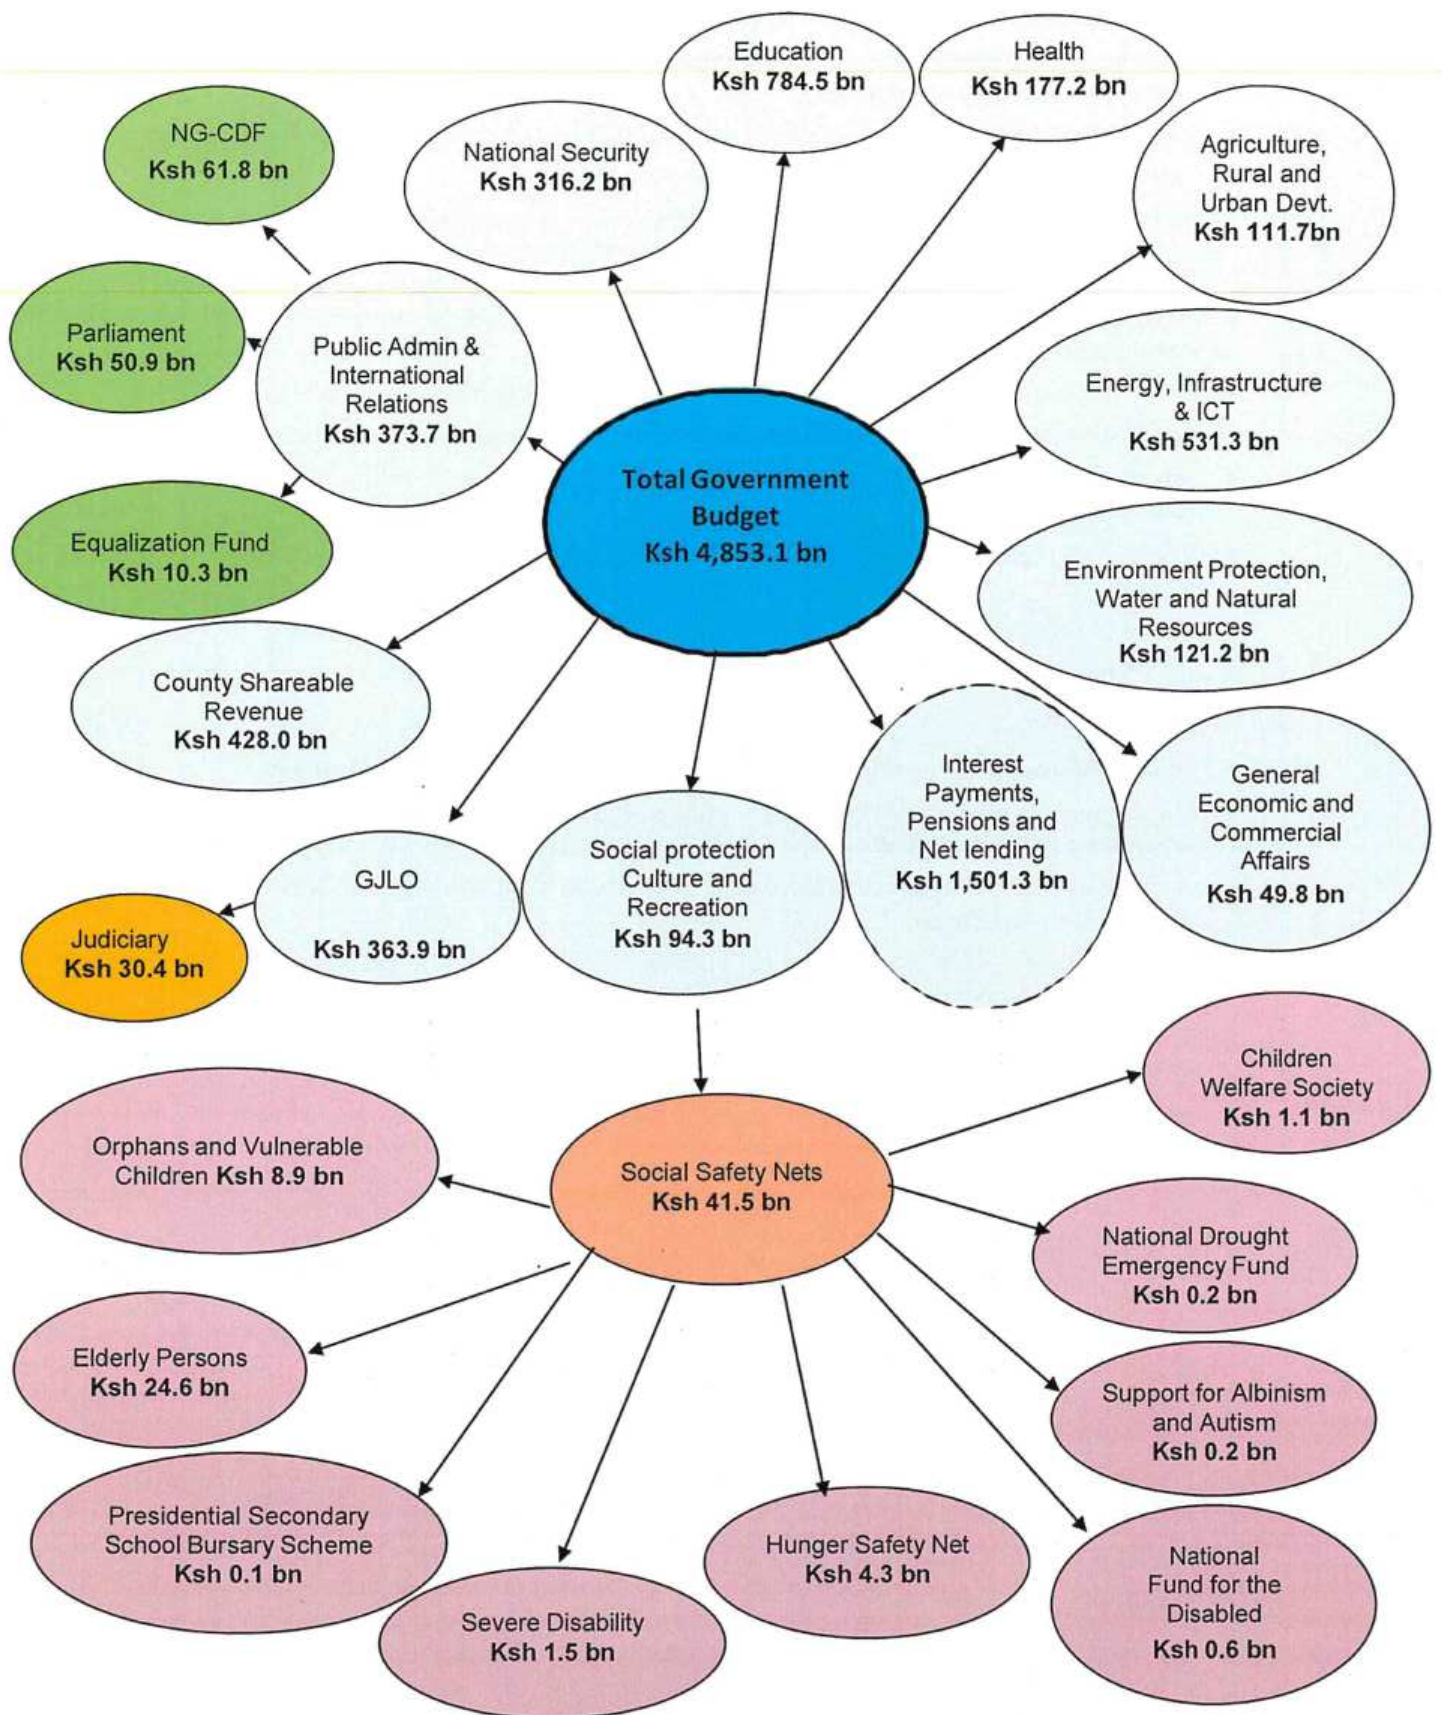 Education
Ksh 784.5 bn
Health
Ksh 177.2 bn
NG-CDF
Ksh 61.8 bn
National Security
Ksh 316.2 bn
Agriculture,
Rural and
Urban Devt.
Ksh 111.7bn
Parliament
Ksh 50.9 bn
Public Admin &
International
Relations
Ksh 373.7 bn
Energy, Infrastructure
& ICT
Ksh 531.3 bn
Total Government
Budget
Ksh 4,853.1 bn
Equalization Fund
Ksh 10.3 bn
Environment Protection,
Water and Natural
Resources
Ksh 121.2 bn
County Shareable
Revenue
Ksh 428.0 bn
Interest
Payments,
Pensions and
Net lending
Ksh 1,501.3 bn
General
Economic and
Commercial
Affairs
Ksh 49.8 bn
Social protection
Culture and
Recreation
Ksh 94.3 bn
GJLO
Ksh 363.9 bn
Judiciary
Ksh 30.4 bn
Children
Welfare Society
Ksh 1.1 bn
Orphans and Vulnerable
Children Ksh 8.9 bn
Social Safety Nets
Ksh 41.5 bn
National Drought
Emergency Fund
Ksh 0.2 bn
Elderly Persons
Ksh 24.6 bn
Support for Albinism
and Autism
Ksh 0.2 bn
Presidential Secondary
School Bursary Scheme
Ksh 0.1 bn
Hunger Safety Net
Ksh 4.3 bn
National
Fund for the
Disabled
Ksh 0.6 bn
Severe Disability
Ksh 1.5 bn